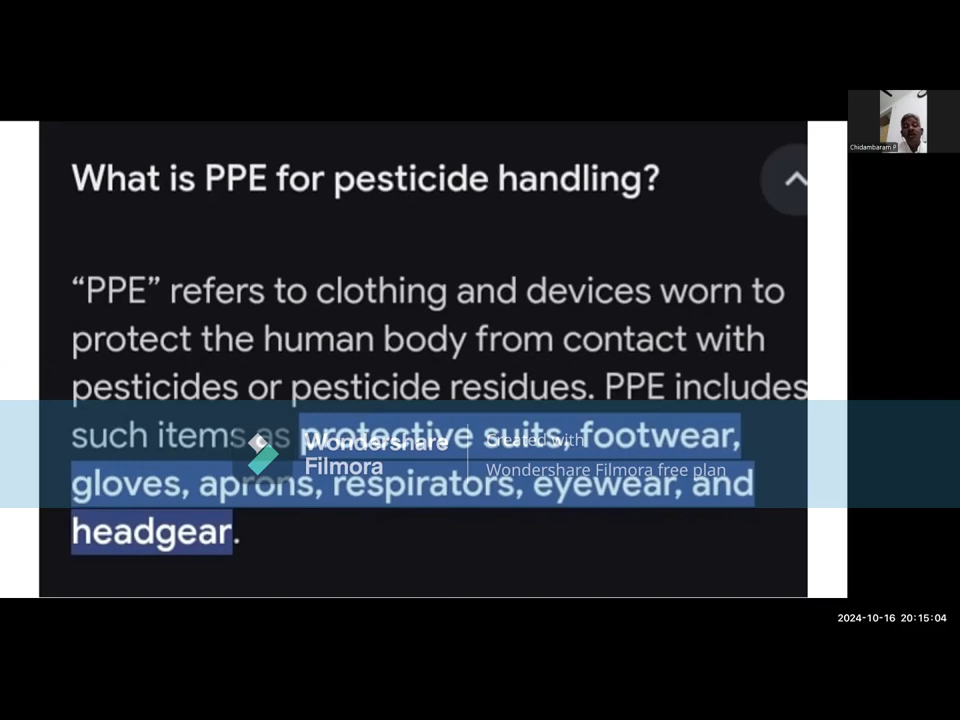 What is PPE for pesticide handling?
“PPE” refers to clothing and devices worn to
protect the human body from contact with
pesticides or pesticide residues. PPE includes
such items as protective suits, footwear,
gloves, aprons, respirators, eyewear, and
headgear.
Wondershare
Filmora
Created with
Wondershare Filmora free plan
Chidambaram P
2024-10-16 20:15:04